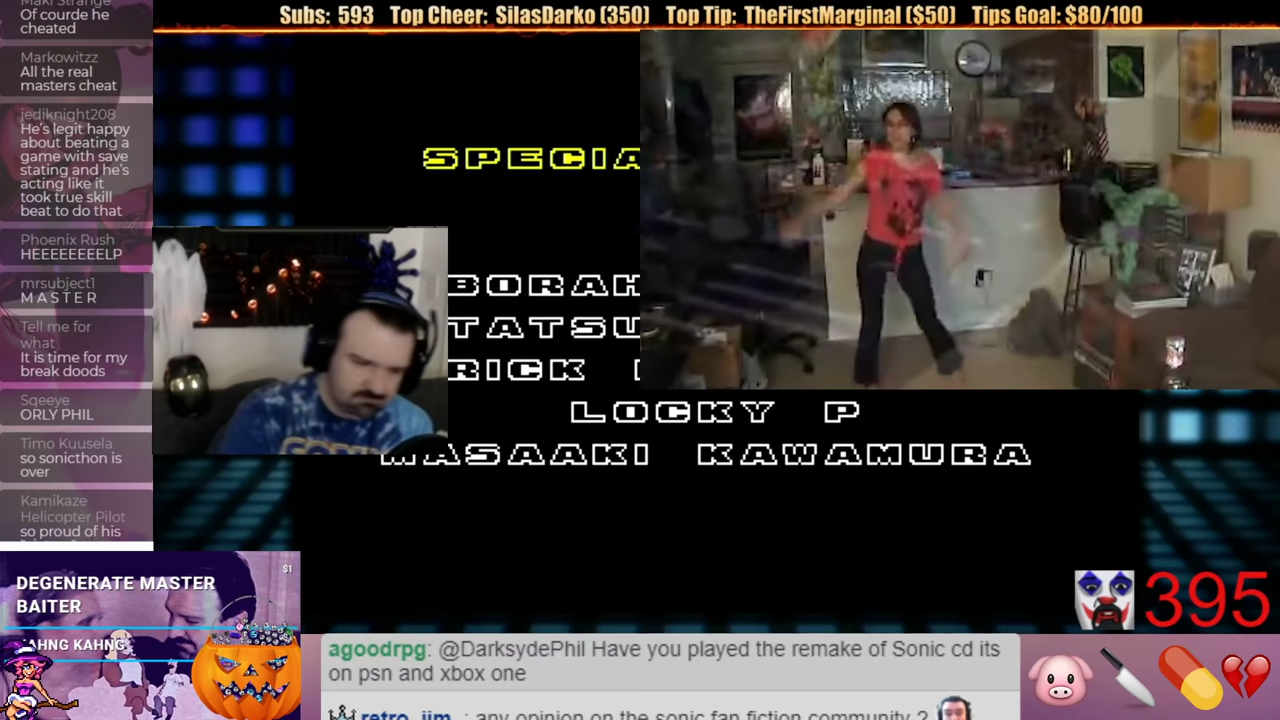 Subs: 593 Top Cheer: SilasDarko (350) Top Tip: TheFirstMarginal ($50) Tips Goal: $80/100
Maki Strange
Of courde he
cheated
Markowitzz
All the real
masters cheat
jediknight208
He's legit happy
about beating a
game with save
stating and he's
acting like it
took true skill
beat to do that
Phoenix Rush
HEEEEEEEELP
mrsubject1
M A S T E R
Tell me for
what
It is time for my
break doods
Sqeeye
ORLY PHIL
Timo Kuusela
so sonicthon is
over
Kamikaze
Helicopter Pilot
so proud of his
SPECIA
BORAH
TATSU
RICK
LOCKY P
MASAAKI KAWAMURA
$1
DEGENERATE MASTER
BAITER
KAHNG KAHNG
395
agoodrpg: @DarksydePhil Have you played the remake of Sonic cd its
on psn and xbox one
retro_jim_: any opinion on the sonic fan fiction community ?